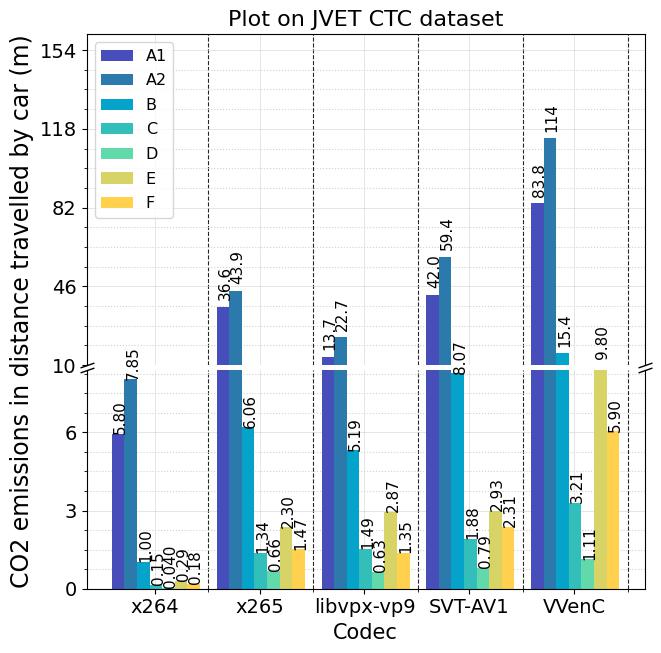 Plot on JVET CTC dataset
CO2 emissions in distance travelled by car (m)
154
118
82
46
10
6
3
0
A1
A2
B
C
D
E
F
5.80
7.85
1.00
0.15
0.040
0.29
0.18
36.6
43.9
6.06
1.34
0.66
2.30
1.47
13.7
22.7
5.19
1.49
0.63
2.87
1.35
42.0
59.4
8.07
1.88
0.79
2.93
2.31
83.8
114
15.4
3.21
1.11
9.80
5.90
x264
x265
libvpx-vp9
SVT-AV1
VVenC
Codec